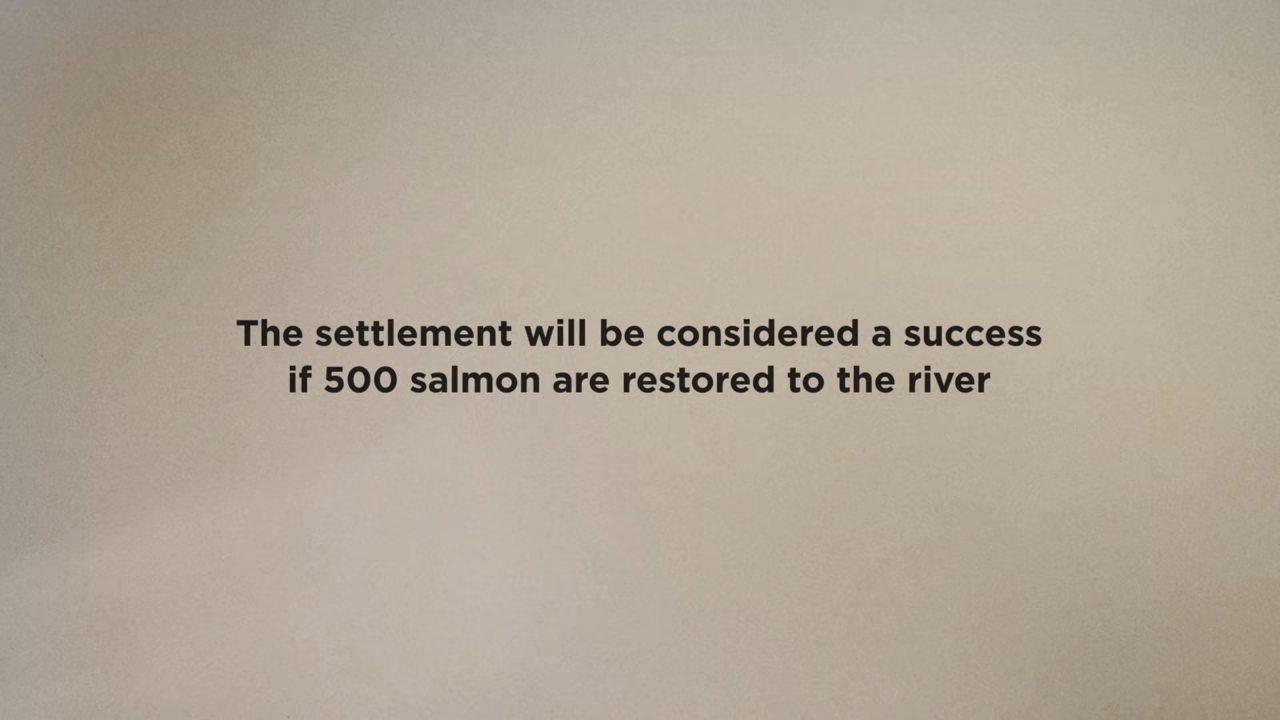 The settlement will be considered a success
if 500 salmon are restored to the river